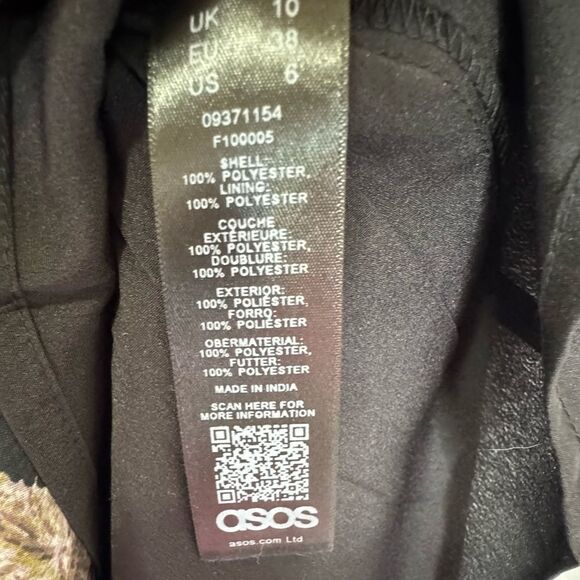 UK 10
EU 38
US 6
09371154
F100005
SHELL:
100% POLYESTER,
LINING:
100% POLYESTER
COUCHE
EXTÉRIEURE:
100% POLYESTER,
DOUBLURE:
100% POLYESTER
EXTERIOR:
100% POLIÉSTER,
FORRO:
100% POLIÉSTER
OBERMATERIAL:
100% POLYESTER,
FUTTER:
100% POLYESTER
MADE IN INDIA
SCAN HERE FOR
MORE INFORMATION
asos
asos.com Ltd